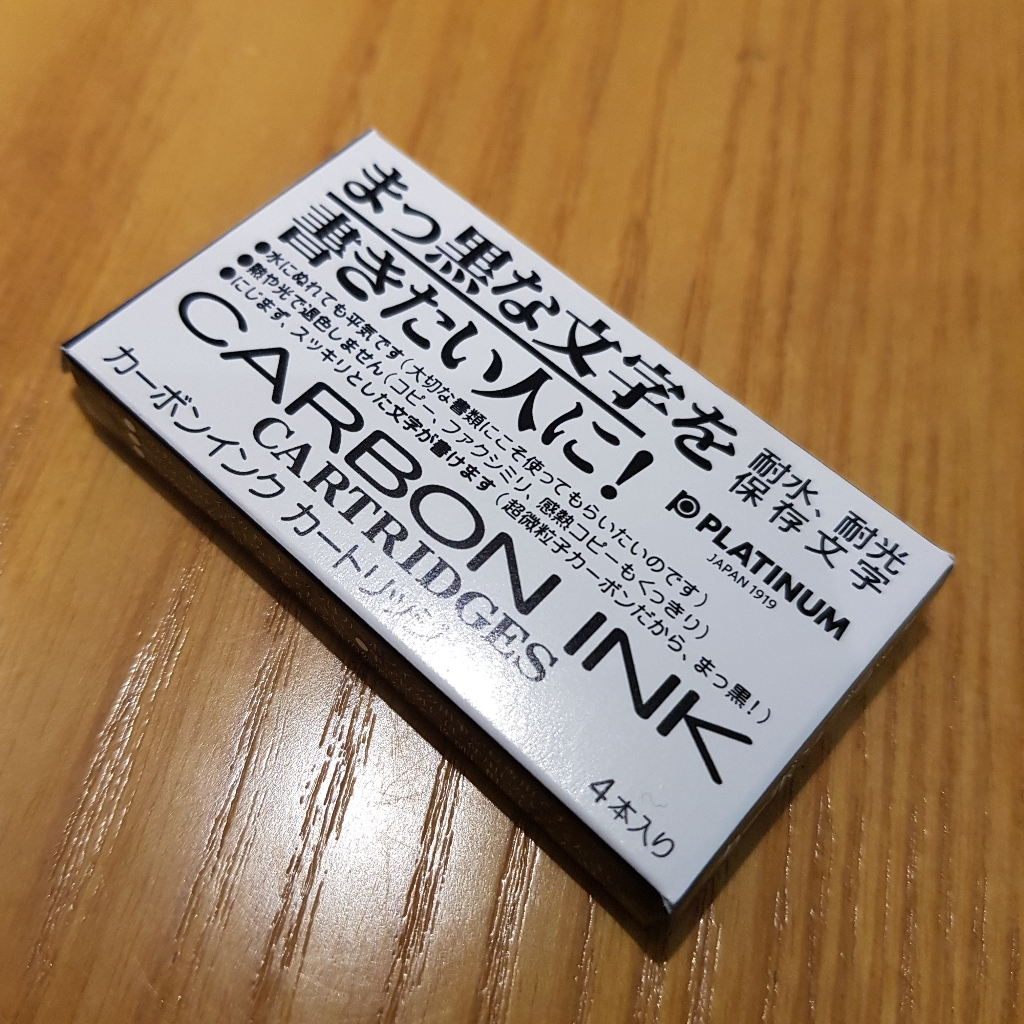 まっ黒な文字を
書きたい人に!
耐水、耐光
保存文字
PLATINUM
JAPAN 1919
●水にぬれても平気です(大切な書類にこそ使ってもらいたいのです)
●熱や光で退色しません(コピー、ファクシミリ、感熱コピーもくっきり)
●にじまず、スッキリとした文字が書けます(超微粒子カーボンだから、まっ黒!)
CARBON INK
CARTRIDGES
カーボンインク カートリッジ
4本入り